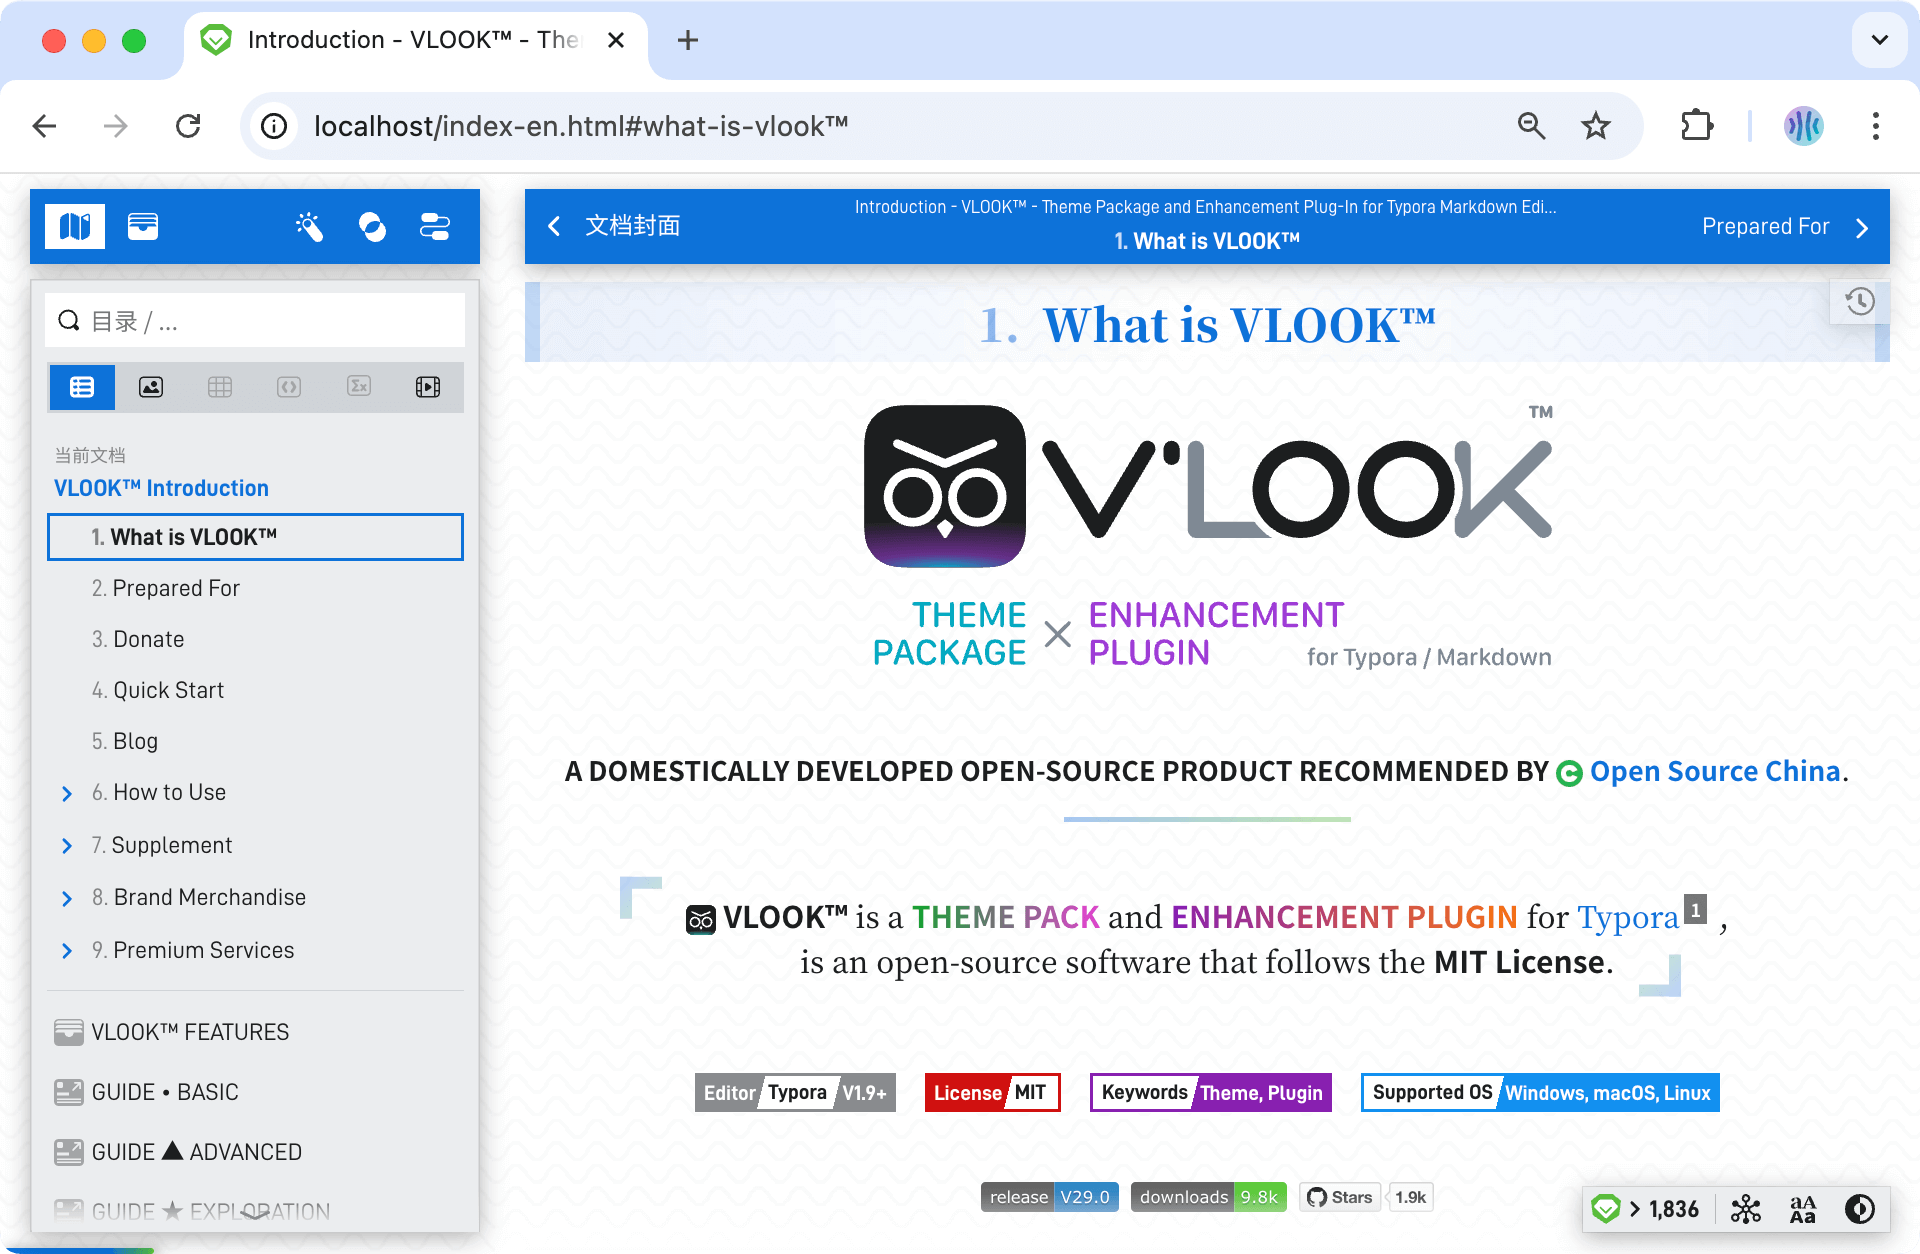 Introduction - VLOOK™ - The
localhost/index-en.html#what-is-vlook™
文档封面
Introduction - VLOOK™ - Theme Package and Enhancement Plug-In for Typora Markdown Edi...
1. What is VLOOK™
Prepared For
目录 / ...
当前文档
VLOOK™ Introduction
1. What is VLOOK™
2. Prepared For
3. Donate
4. Quick Start
5. Blog
6. How to Use
7. Supplement
8. Brand Merchandise
9. Premium Services
VLOOK™ FEATURES
GUIDE • BASIC
GUIDE ▲ ADVANCED
GUIDE ★ EXPLORATION
1. What is VLOOK™
V'LOOK™
THEME PACKAGE × ENHANCEMENT PLUGIN
for Typora / Markdown
A DOMESTICALLY DEVELOPED OPEN-SOURCE PRODUCT RECOMMENDED BY Open Source China.
VLOOK™ is a THEME PACK and ENHANCEMENT PLUGIN for Typora 1 ,
is an open-source software that follows the MIT License.
Editor Typora V1.9+ License MIT Keywords Theme, Plugin Supported OS Windows, macOS, Linux
release V29.0 downloads 9.8k Stars 1.9k
> 1,836 aA Aa